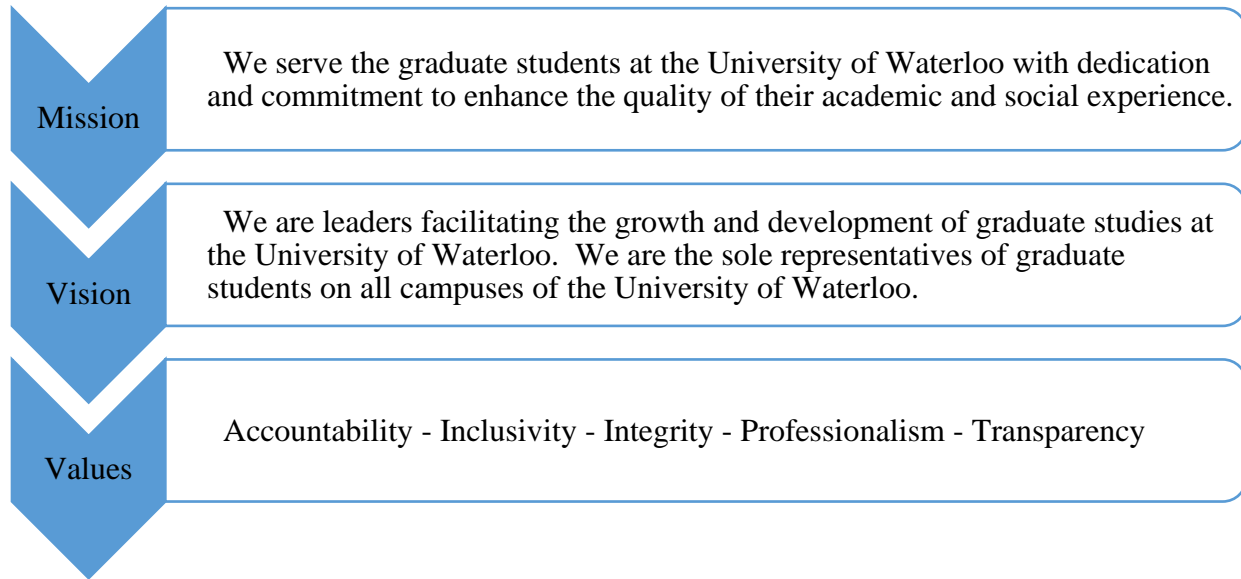 Mission
We serve the graduate students at the University of Waterloo with dedication
and commitment to enhance the quality of their academic and social experience.
Vision
We are leaders facilitating the growth and development of graduate studies at
the University of Waterloo.  We are the sole representatives of graduate
students on all campuses of the University of Waterloo.
Values
Accountability - Inclusivity - Integrity - Professionalism - Transparency